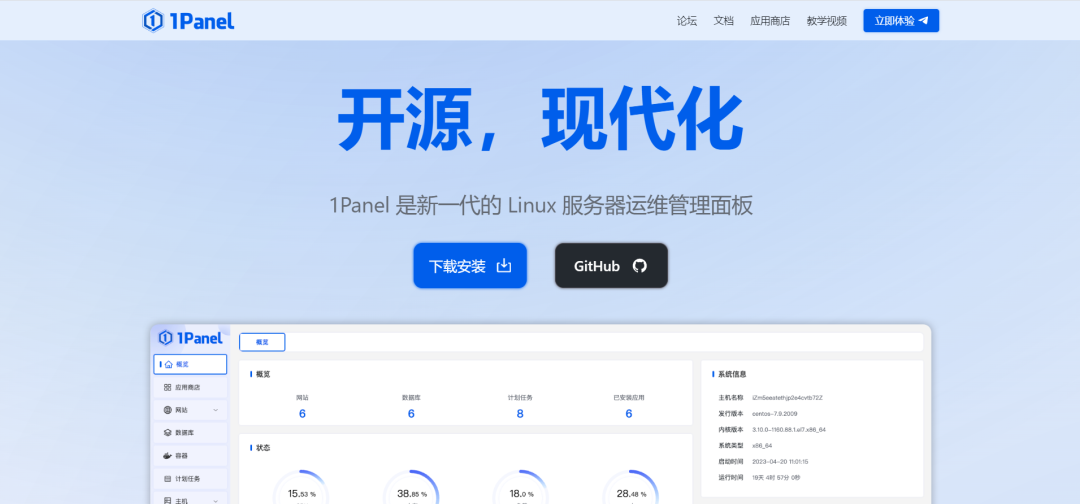 1Panel
论坛 文档 应用商店 教学视频 立即体验
开源，现代化
1Panel 是新一代的 Linux 服务器运维管理面板
下载安装 GitHub
1Panel
概览
概览
应用商店
网站
数据库
容器
计划任务
主机
概览
网站 数据库 计划任务 已安装应用
6 6 8 6
状态
15.53 % 38.85 % 18.0 % 28.48 %
系统信息
主机名称
发行版本 centos-7.9.2009
内核版本 3.10.0-1160.88.1.el7.x86_64
系统类型 x86_64
启动时间 2023-04-20 11:01:15
运行时间 19天 4时 57分 0秒